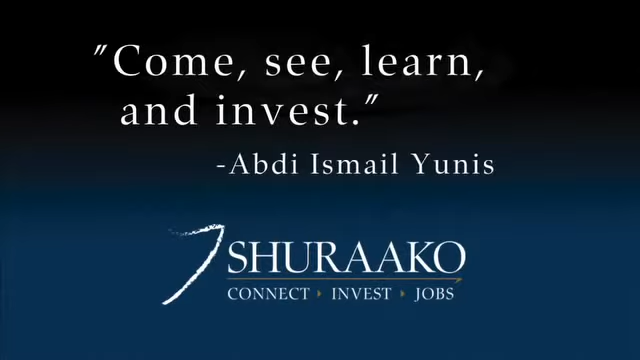 "Come, see, learn,
and invest."
-Abdi Ismail Yunis
SHURAAKO
CONNECT ▸ INVEST ▸ JOBS